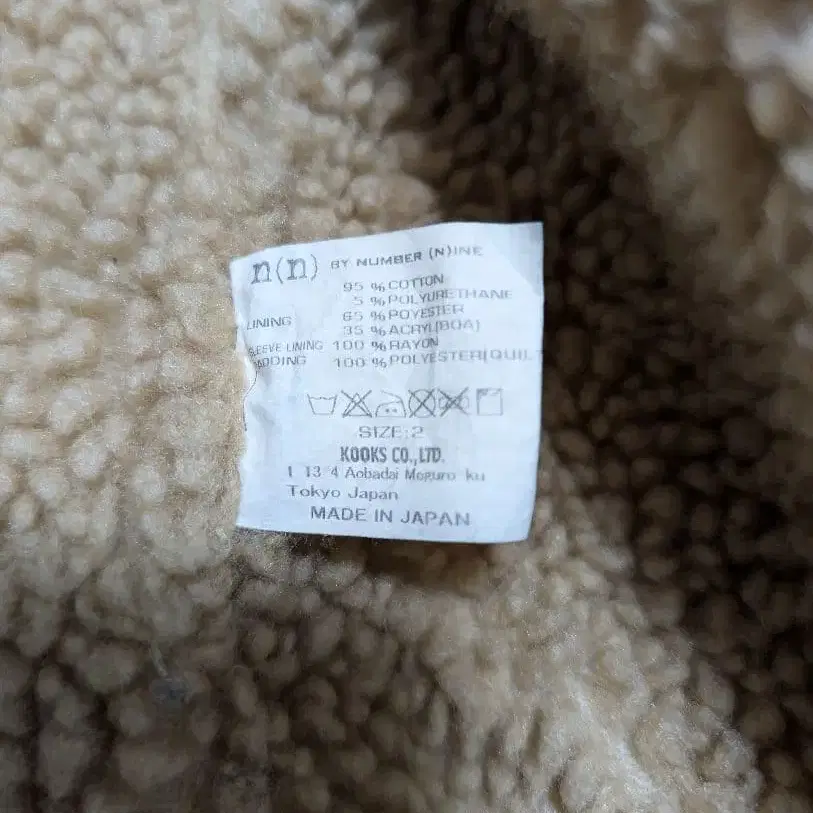 n(n) BY NUMBER (N)INE
95 % COTTON
5 % POLYURETHANE
LINING 65 % POYESTER
35 % ACRYL(BOA)
SLEEVE LINING 100 % RAYON
PADDING 100 % POLYESTER(QUIL
SIZE:2
KOOKS CO.,LTD.
1 13 4 Aobadai Moguro ku
Tokyo Japan
MADE IN JAPAN